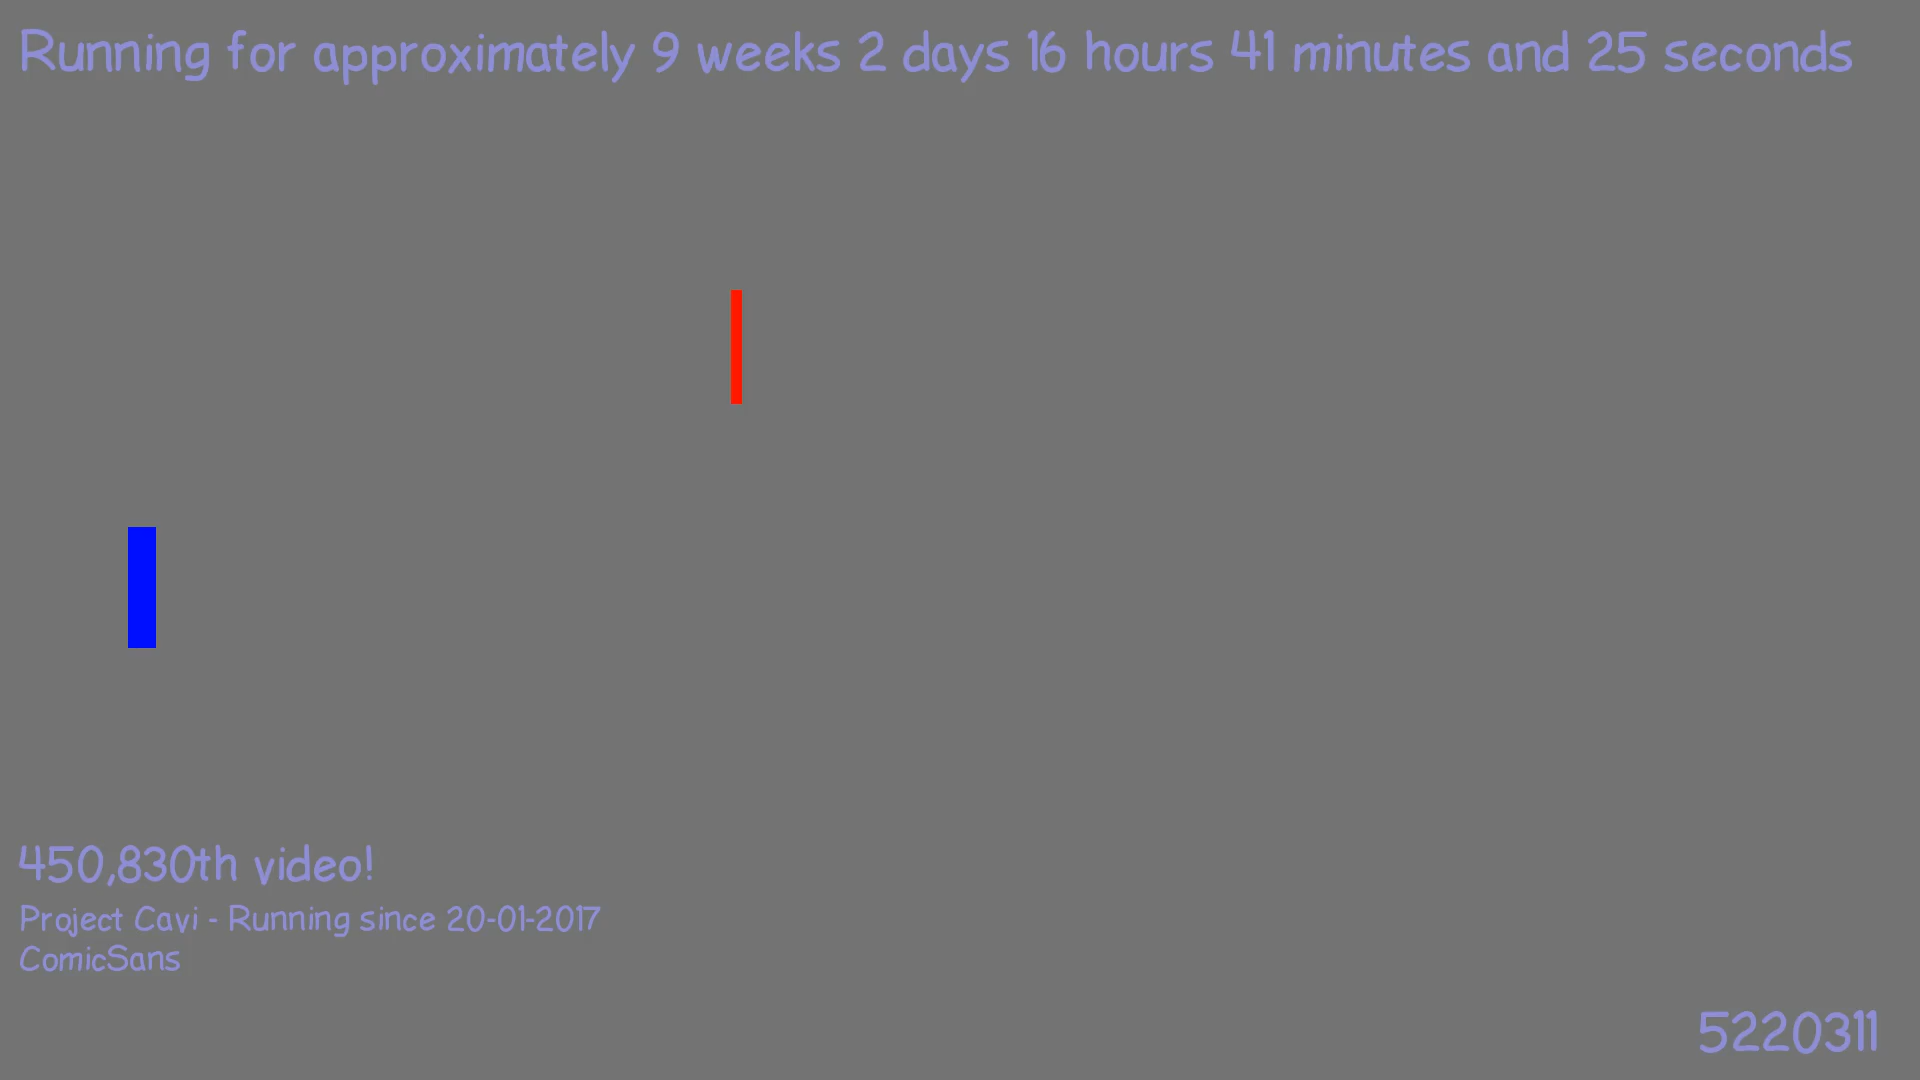 Running for approximately 9 weeks 2 days 16 hours 41 minutes and 25 seconds
450,830th video!
Project Cavi - Running since 20-01-2017
ComicSans
5220311